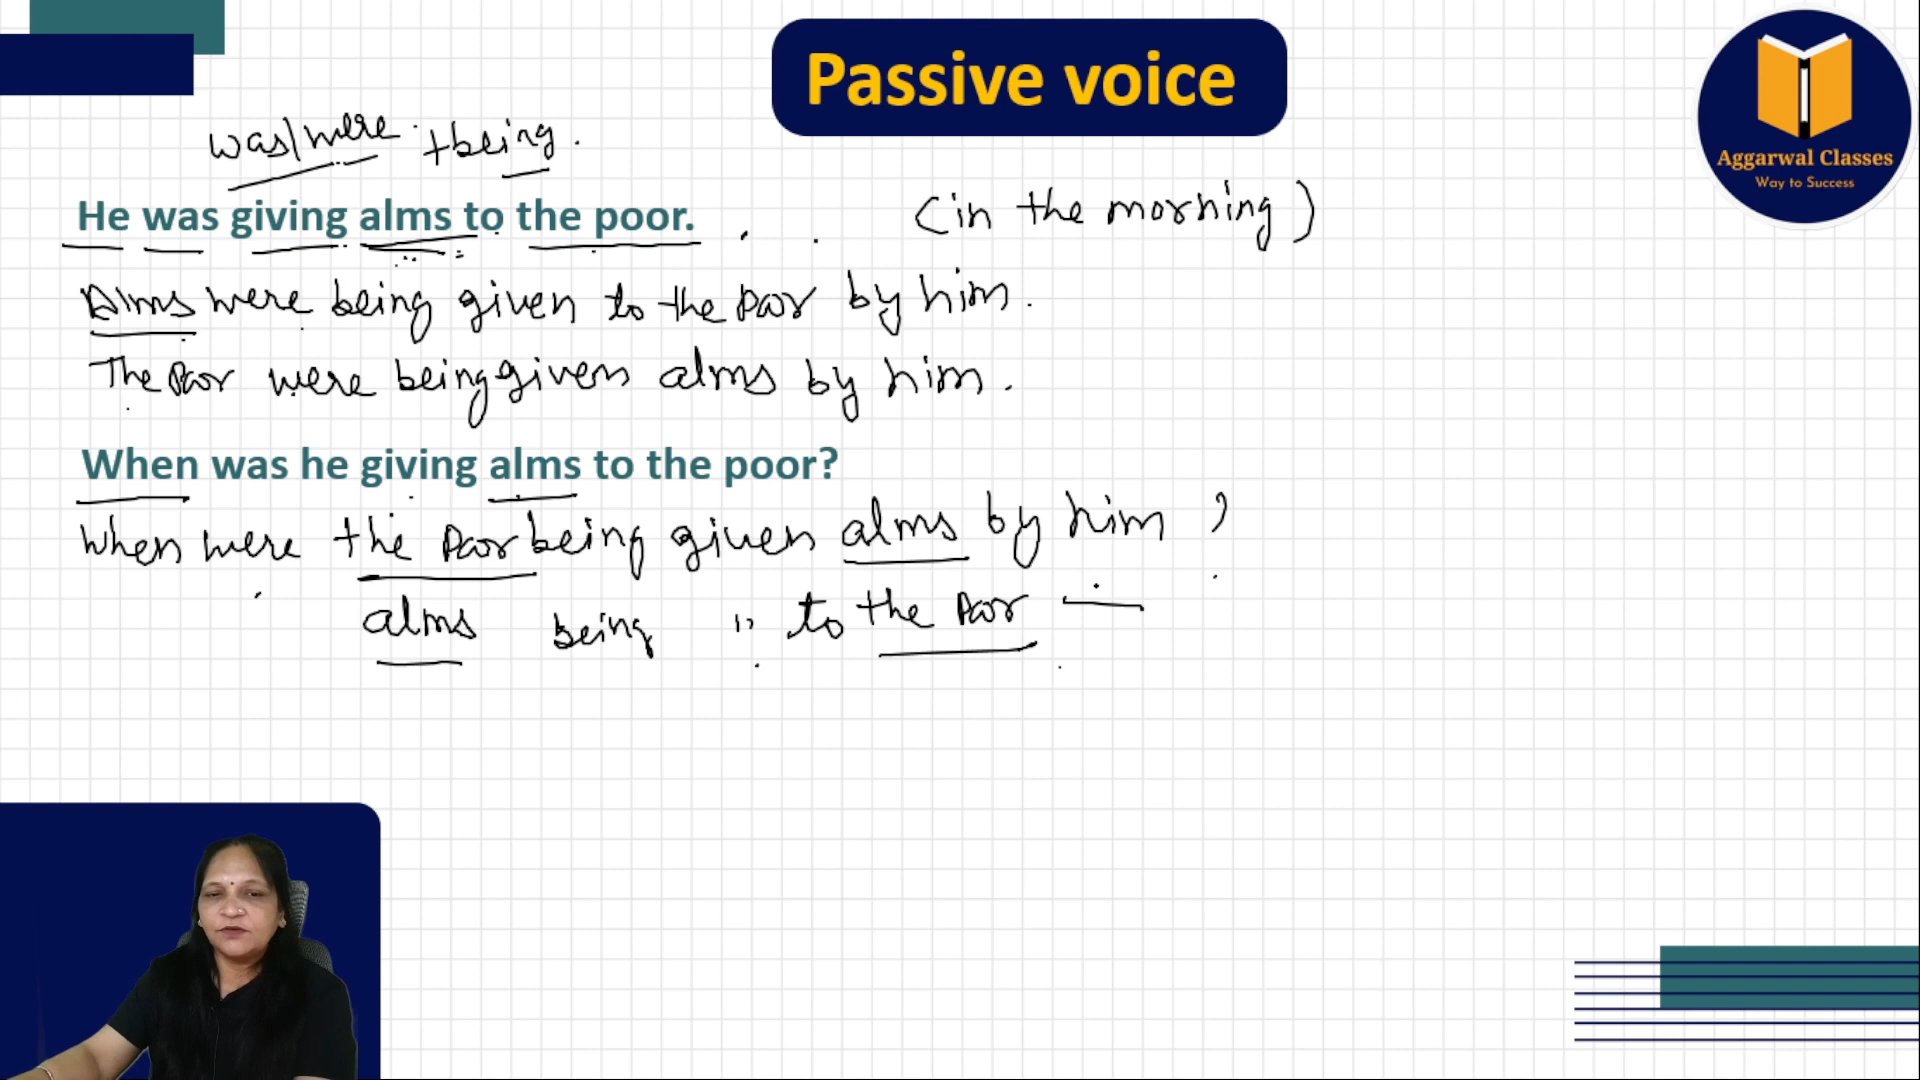 Passive voice
Aggarwal Classes
Way to Success
was/were + being.
He was giving alms to the poor.
(in the morning)
Alms were being given to the poor by him.
The Poor were being given alms by him.
When was he giving alms to the poor?
When were the poor being given alms by him ?
alms being " to the poor